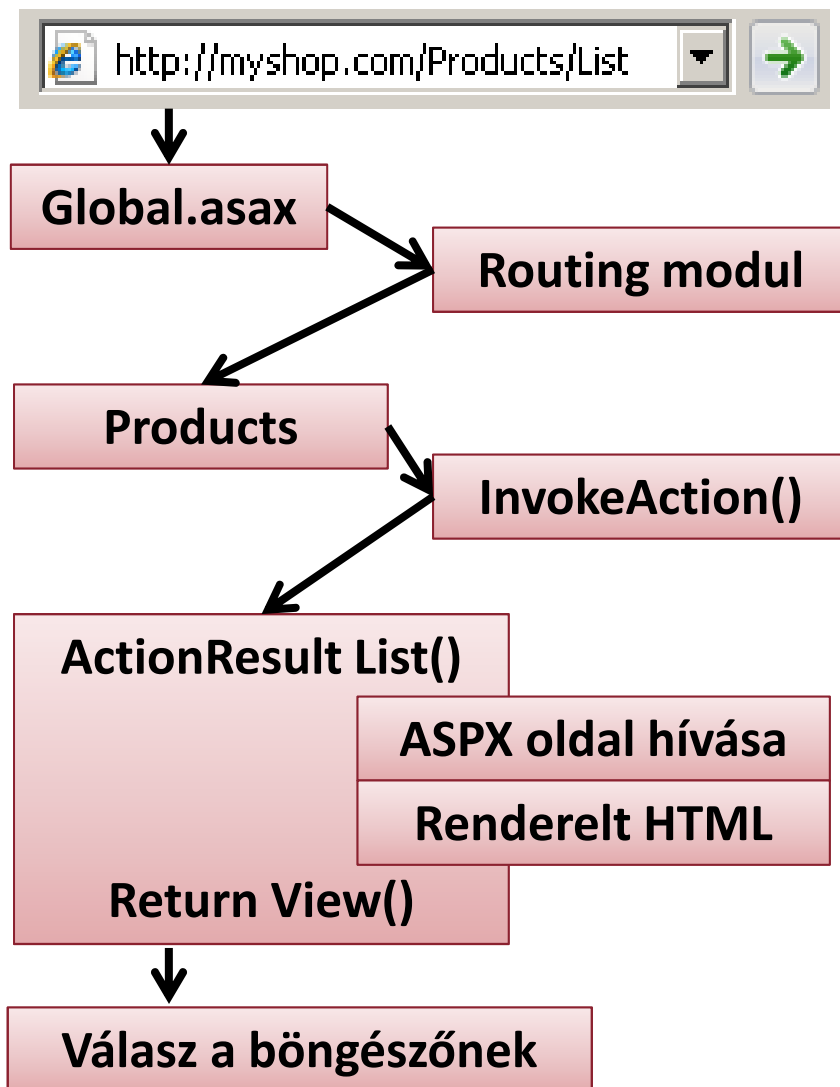 http://myshop.com/Products/List
Global.asax
Routing modul
Products
InvokeAction()
ActionResult List()
ASPX oldal hívása
Renderelt HTML
Return View()
Válasz a böngészőnek